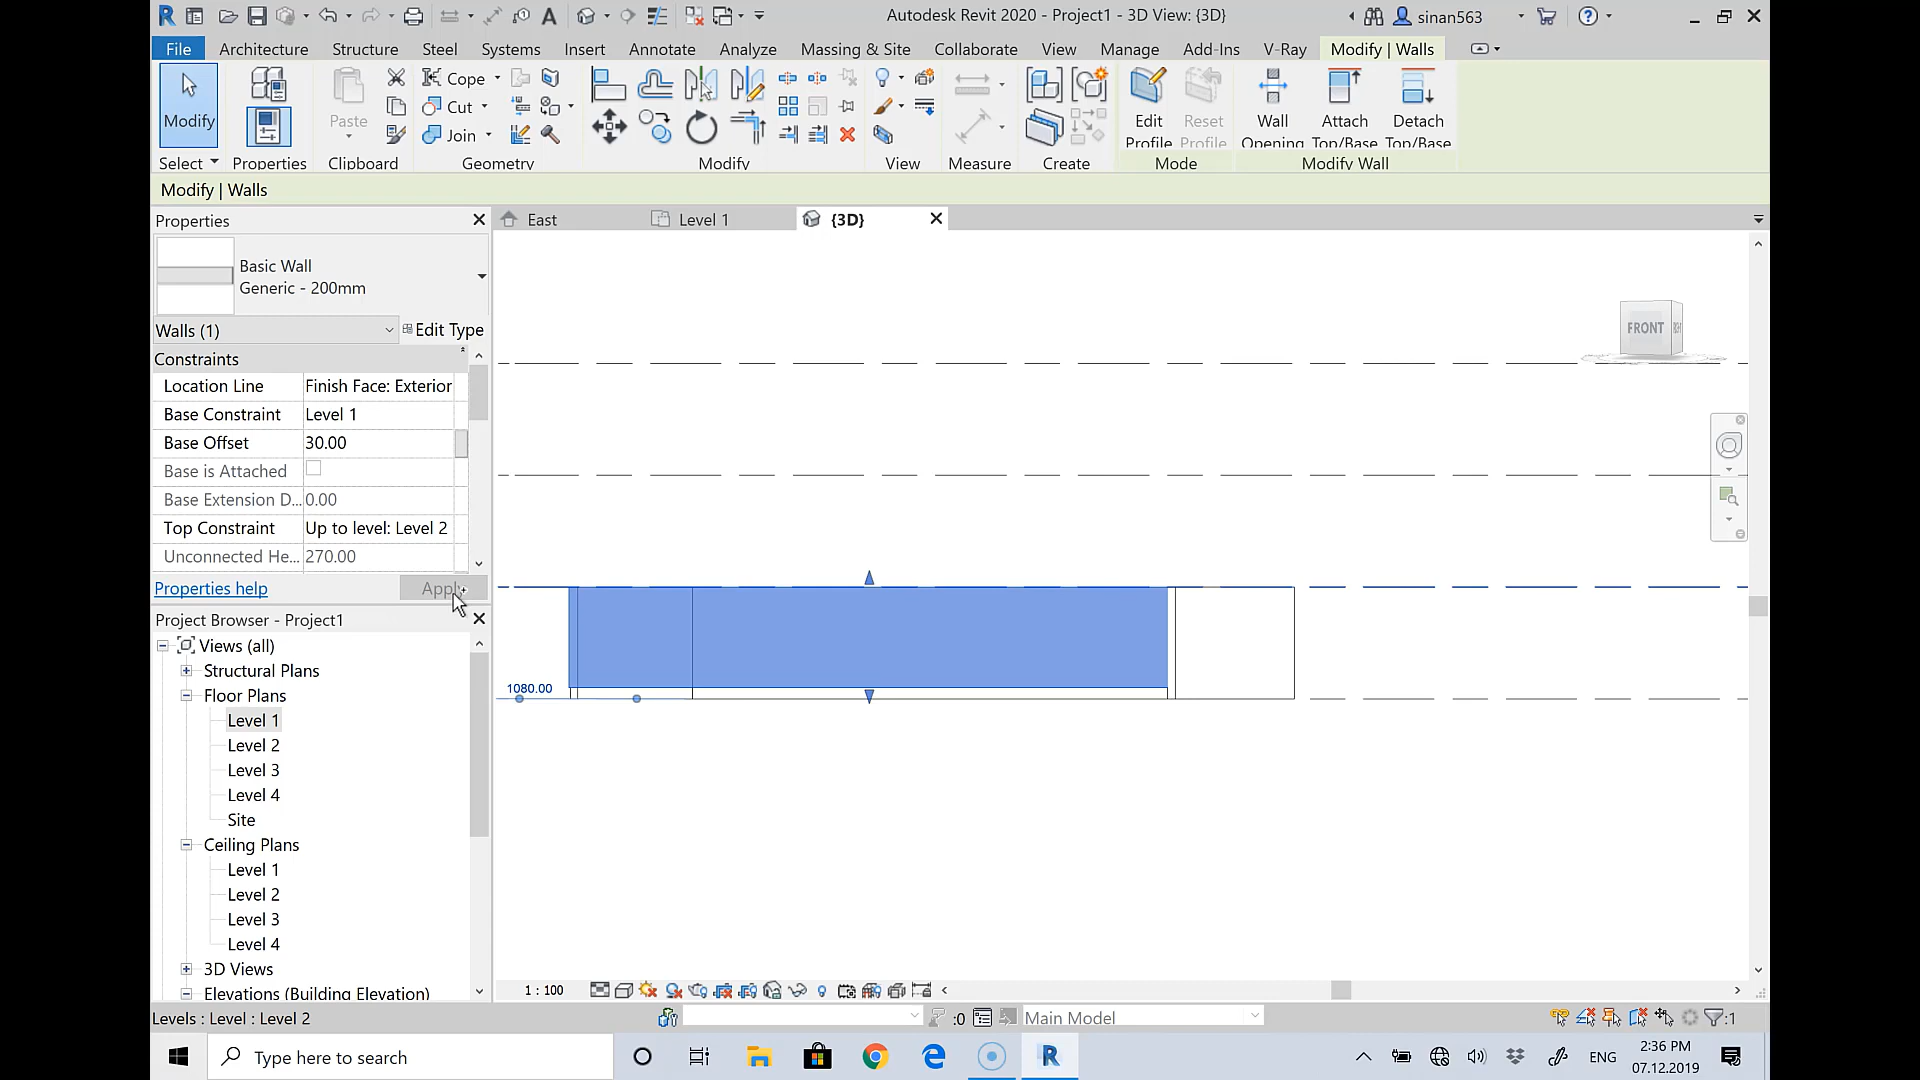 Autodesk Revit 2020 - Project1 - 3D View: {3D}
sinan563
File Architecture Structure Steel Systems Insert Annotate Analyze Massing & Site Collaborate View Manage Add-Ins V-Ray Modify | Walls
Modify
Paste
Cope
Cut
Join
Edit Profile
Reset Profile
Wall Opening
Attach Top/Base
Detach Top/Base
Select Properties Clipboard Geometry Modify View Measure Create Mode Modify Wall
Modify | Walls
Properties
East
Level 1
{3D}
Basic Wall
Generic - 200mm
Walls (1)
Edit Type
Constraints
Location Line Finish Face: Exterior
Base Constraint Level 1
Base Offset 30.00
Base is Attached
Base Extension D... 0.00
Top Constraint Up to level: Level 2
Unconnected He... 270.00
Properties help
Apply
FRONT
1080.00
Project Browser - Project1
Views (all)
Structural Plans
Floor Plans
Level 1
Level 2
Level 3
Level 4
Site
Ceiling Plans
Level 1
Level 2
Level 3
Level 4
3D Views
Elevations (Building Elevation)
1 : 100
Levels : Level : Level 2
:0
Main Model
:1
Type here to search
ENG
2:36 PM
07.12.2019